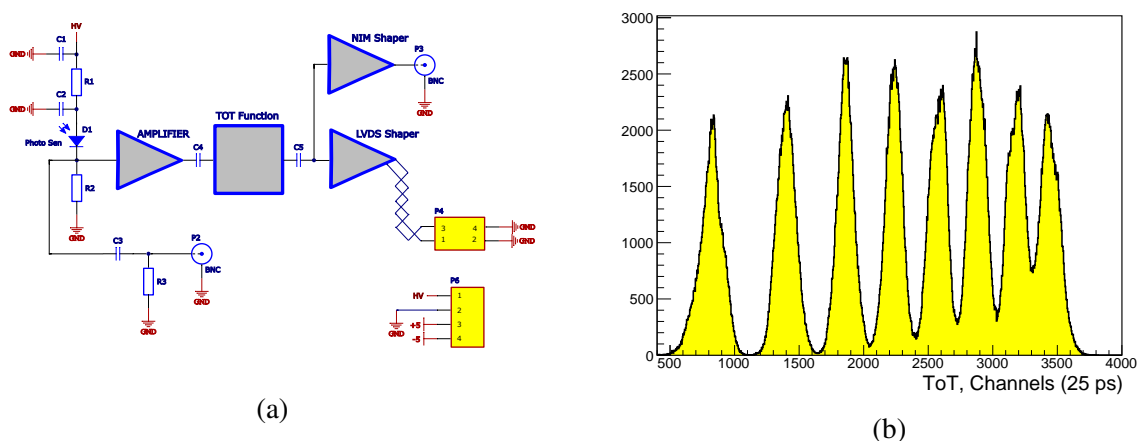 HV
C1
GND
R1
C2
GND
D1
Photo Sen
R2
GND
AMPLIFIER
C4
TOT Function
C5
NIM Shaper
P3
BNC
GND
LVDS Shaper
P4
3 4
1 2
GND
GND
C3
P2
BNC
R3
GND
GND
P6
HV
1
2
GND
+5
3
-5
4
(a)
3000
2500
2000
1500
1000
500
0
500 1000 1500 2000 2500 3000 3500 4000
ToT, Channels (25 ps)
(b)